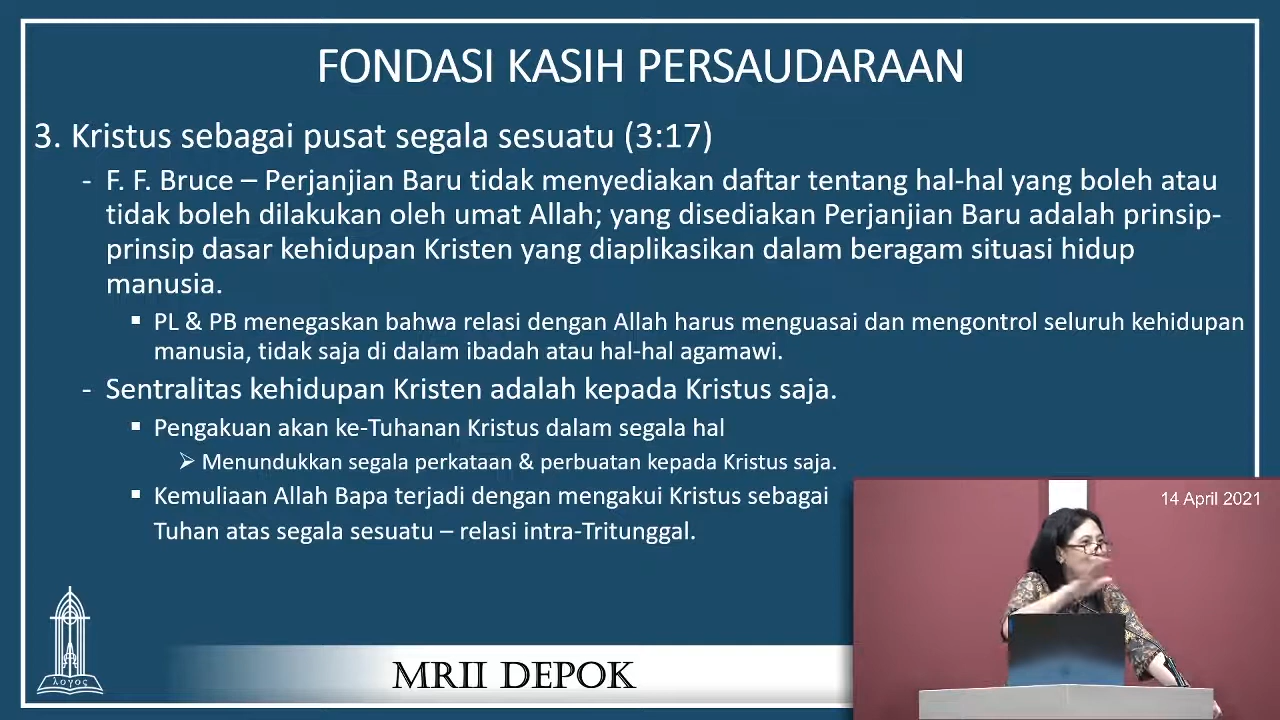 FONDASI KASIH PERSAUDARAAN
3. Kristus sebagai pusat segala sesuatu (3:17)
- F. F. Bruce – Perjanjian Baru tidak menyediakan daftar tentang hal-hal yang boleh atau
tidak boleh dilakukan oleh umat Allah; yang disediakan Perjanjian Baru adalah prinsip-
prinsip dasar kehidupan Kristen yang diaplikasikan dalam beragam situasi hidup
manusia.
▪ PL & PB menegaskan bahwa relasi dengan Allah harus menguasai dan mengontrol seluruh kehidupan
manusia, tidak saja di dalam ibadah atau hal-hal agamawi.
- Sentralitas kehidupan Kristen adalah kepada Kristus saja.
▪ Pengakuan akan ke-Tuhanan Kristus dalam segala hal
➢ Menundukkan segala perkataan & perbuatan kepada Kristus saja.
▪ Kemuliaan Allah Bapa terjadi dengan mengakui Kristus sebagai
Tuhan atas segala sesuatu – relasi intra-Tritunggal.
14 April 2021
λογος
MRII DEPOK